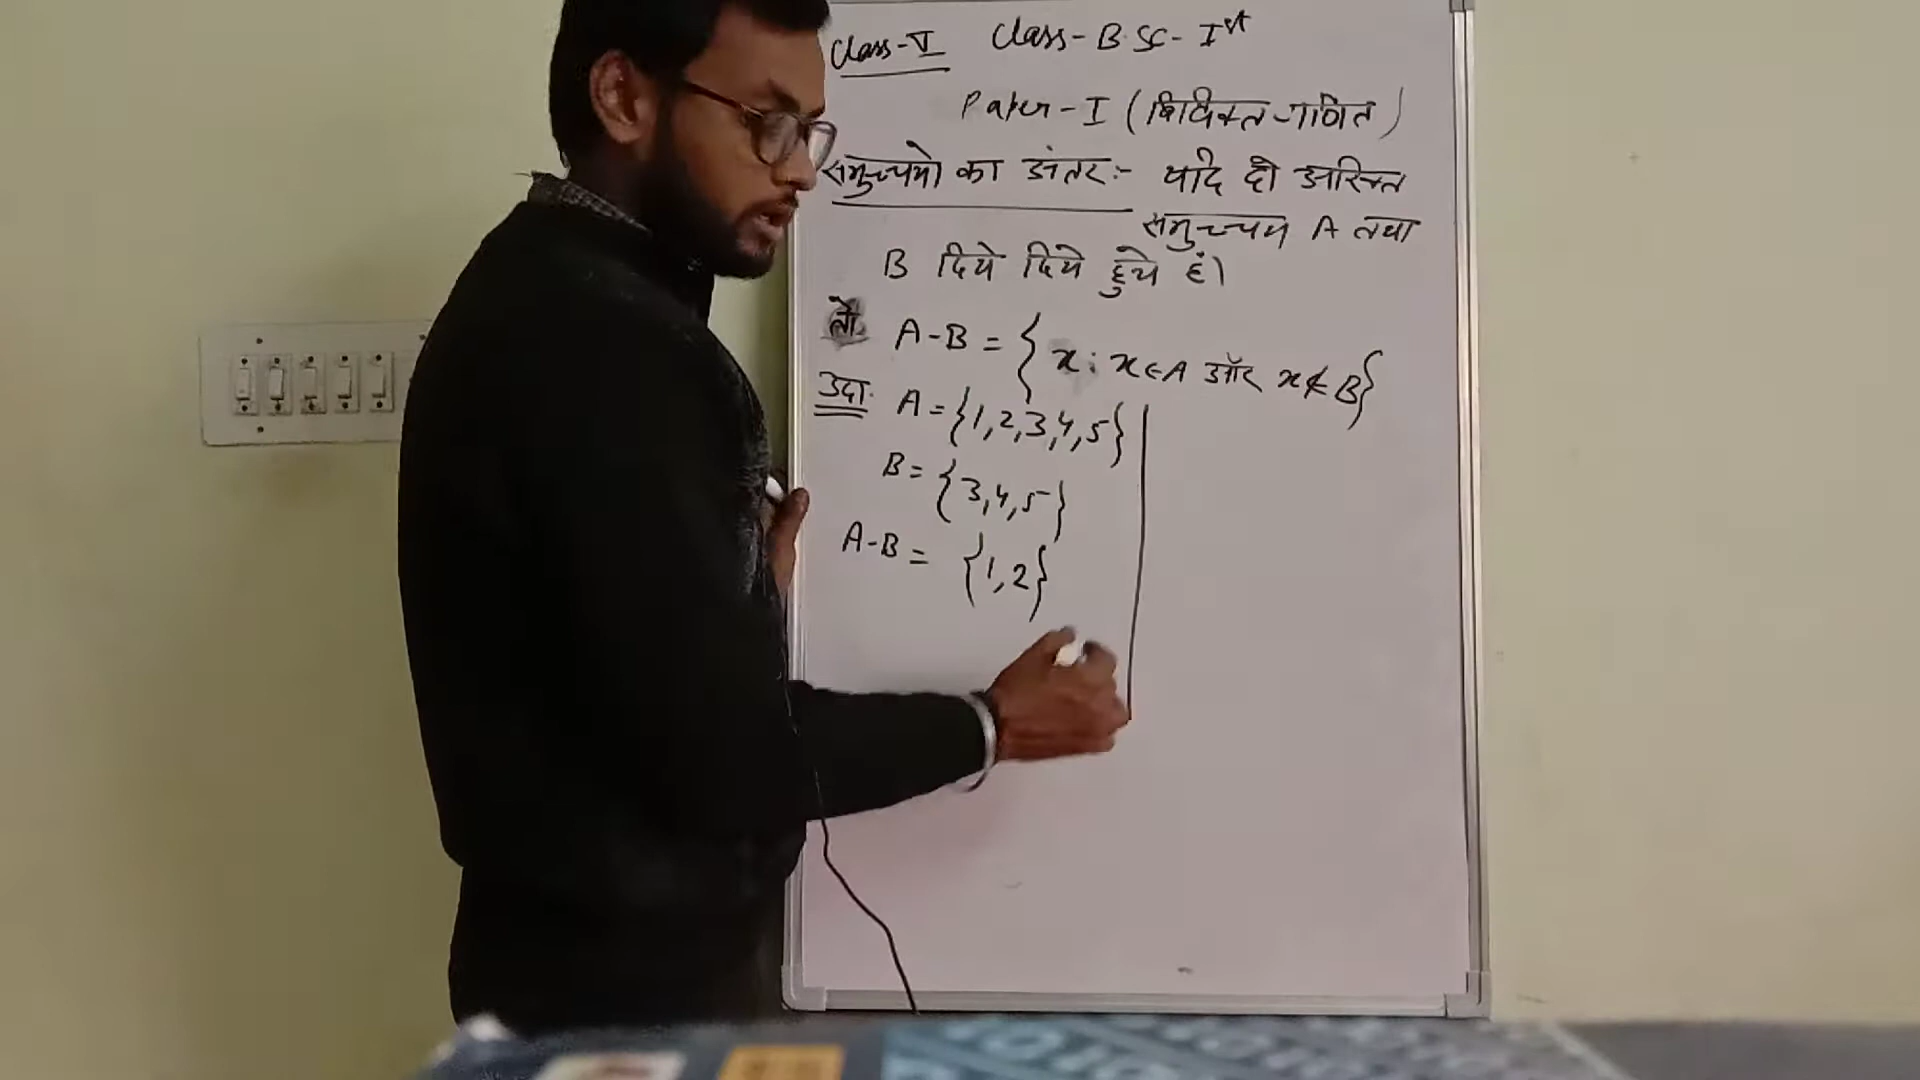 Class-V Class-B.Sc-Ist
Paper-I (विविक्त-गणित)
समुच्चयो का अंतर:- यदि दो अरिक्त
समुच्चय A तथा
B दिये दिये हुये हैं।
तो A-B = { x : x ∈ A और x ∉ B}
उदा. A = {1,2,3,4,5}
B = {3,4,5}
A-B = {1,2}